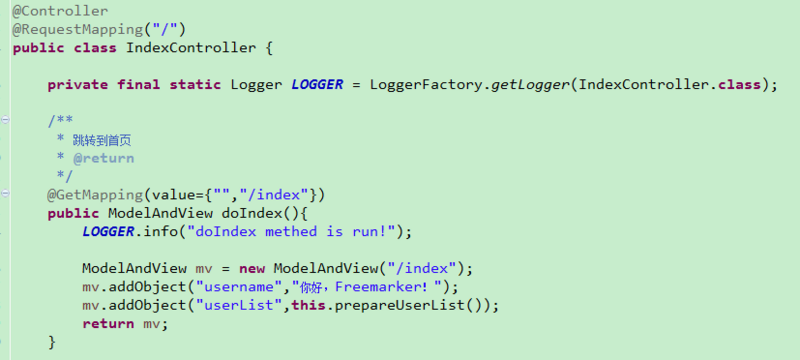 @Controller
@RequestMapping("/")
public class IndexController {
private final static Logger LOGGER = LoggerFactory.getLogger(IndexController.class);
/**
* 跳转到首页
* @return
*/
@GetMapping(value={"","/index"})
public ModelAndView doIndex(){
LOGGER.info("doIndex methed is run!");
ModelAndView mv = new ModelAndView("/index");
mv.addObject("username","你好，Freemarker！");
mv.addObject("userList",this.prepareUserList());
return mv;
}